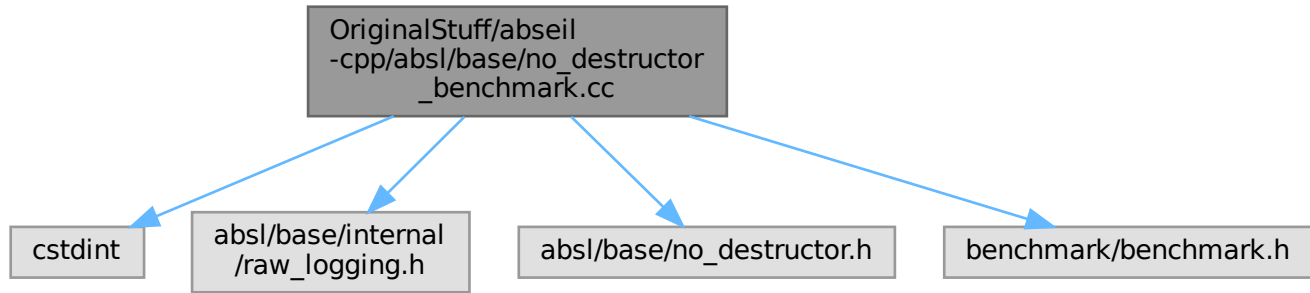 OriginalStuff/abseil
-cpp/absl/base/no_destructor
_benchmark.cc
cstdint
absl/base/internal
/raw_logging.h
absl/base/no_destructor.h
benchmark/benchmark.h